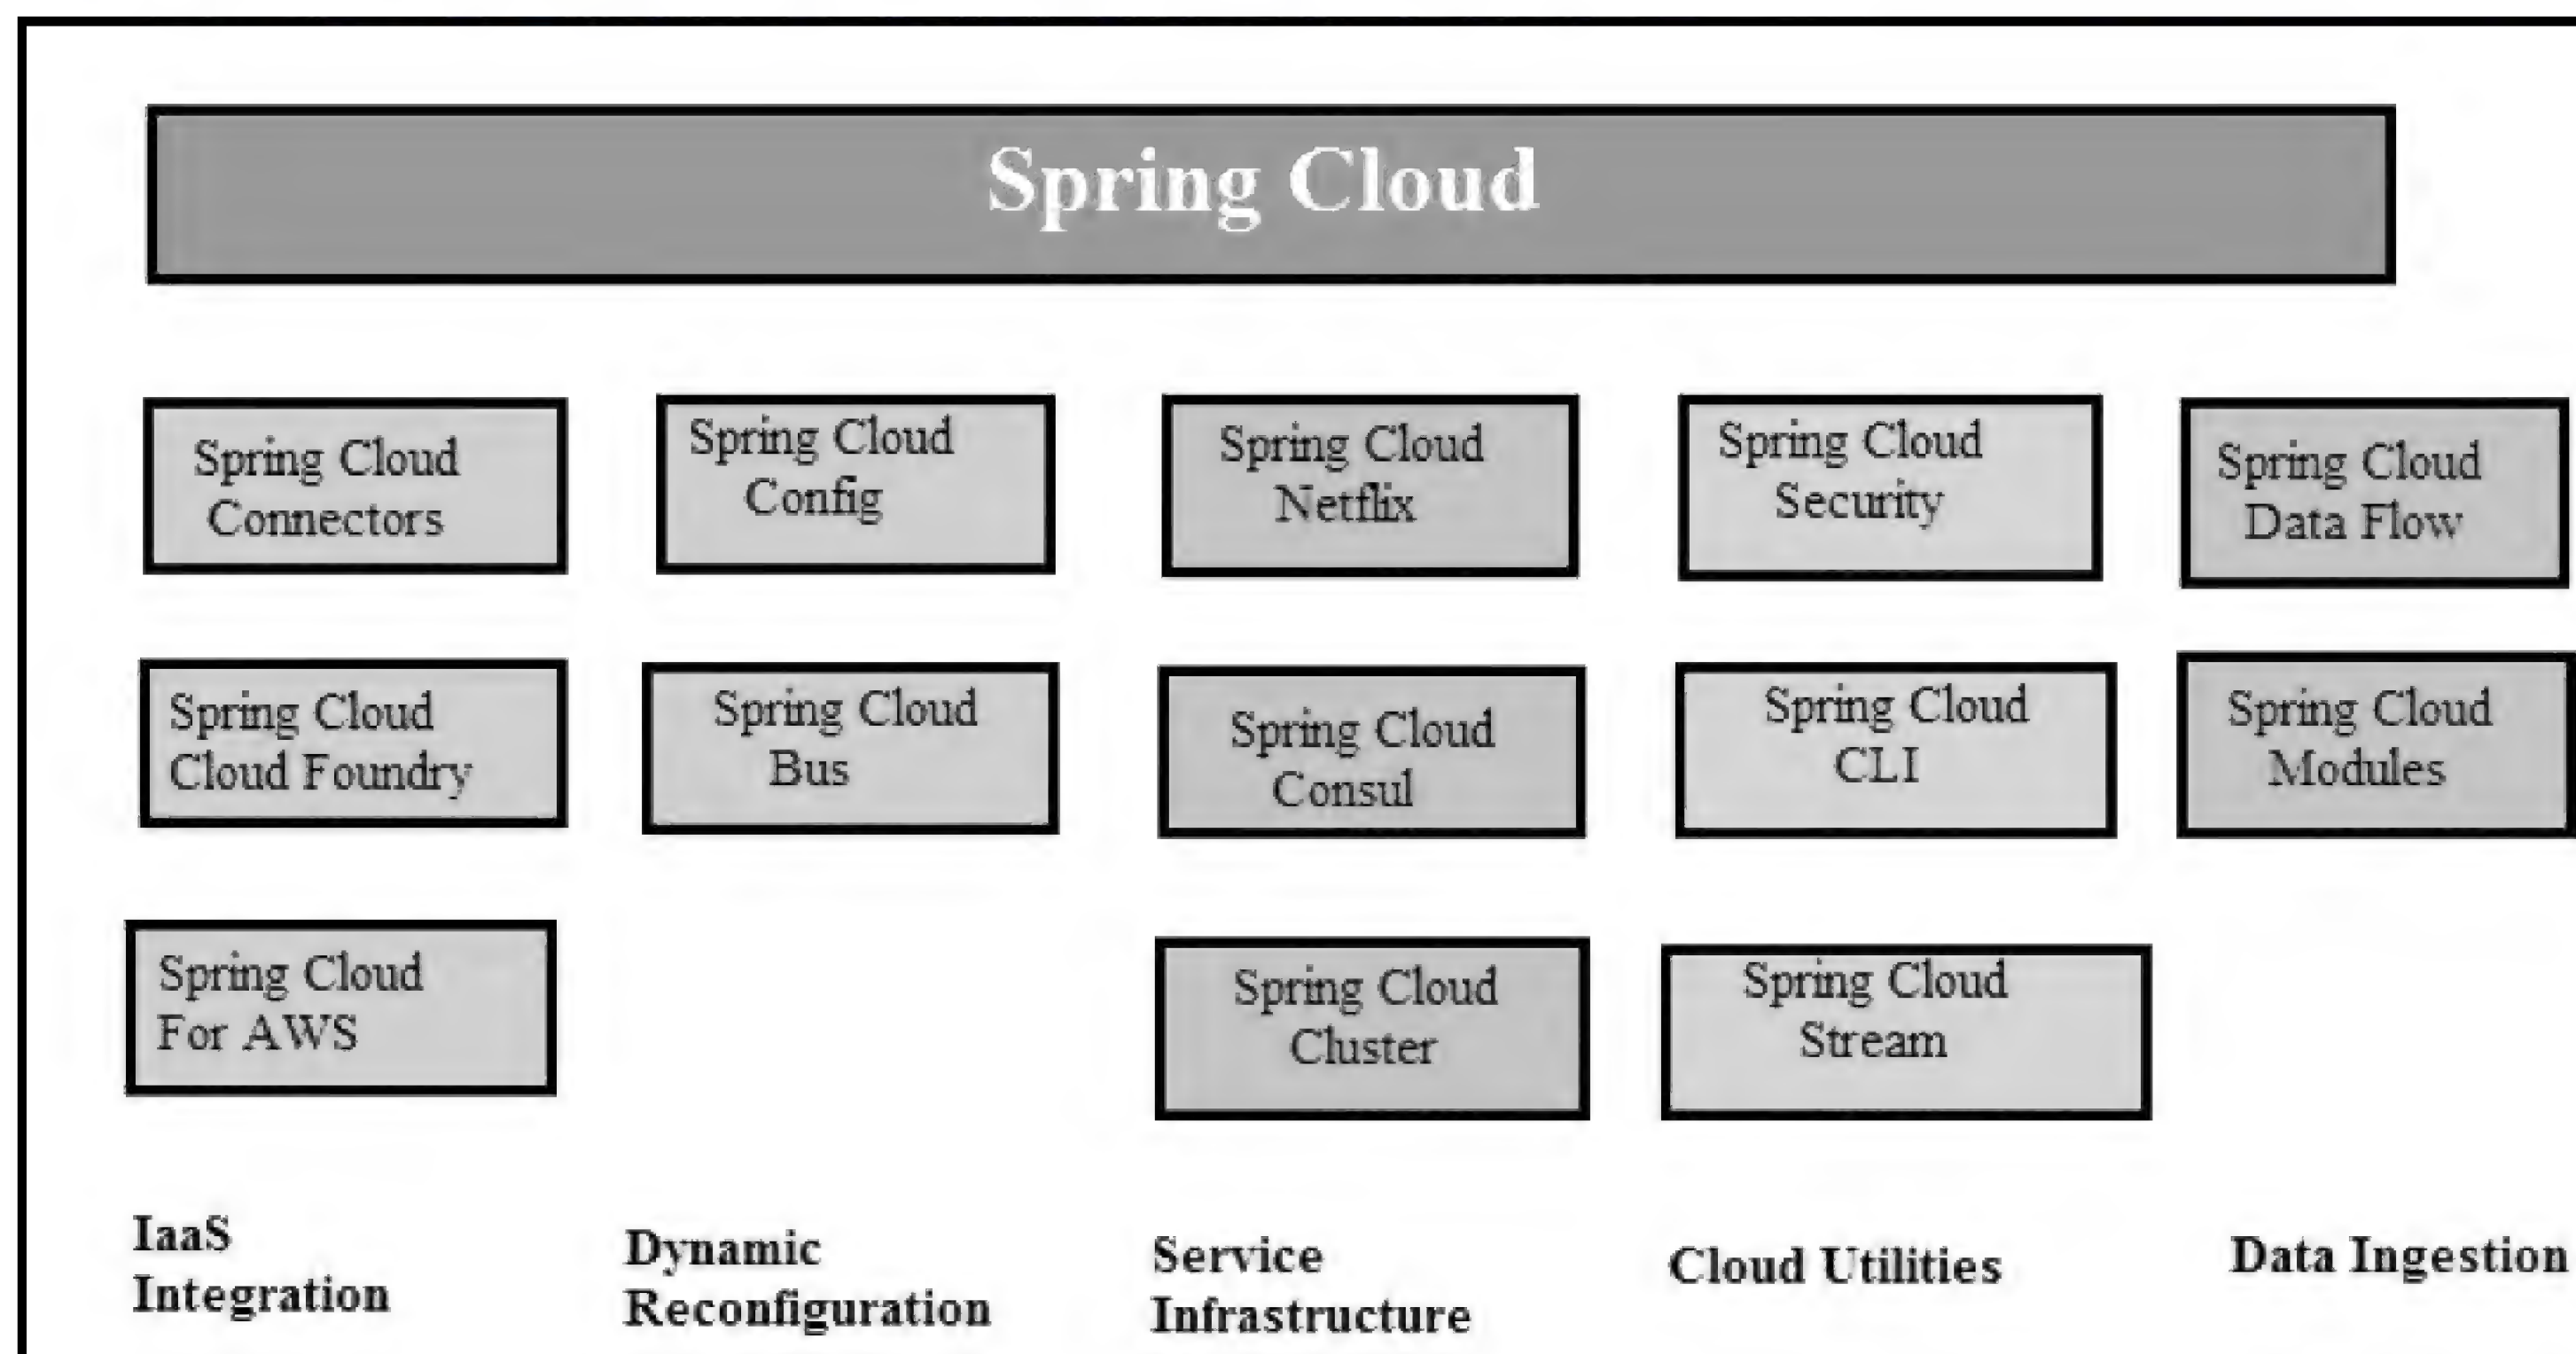 Spring Cloud
Spring Cloud
Connectors
Spring Cloud
Config
Spring Cloud
Netflix
Spring Cloud
Security
Spring Cloud
Data Flow
Spring Cloud
Cloud Foundry
Spring Cloud
Bus
Spring Cloud
Consul
Spring Cloud
CLI
Spring Cloud
Modules
Spring Cloud
For AWS
Spring Cloud
Cluster
Spring Cloud
Stream
IaaS
Integration
Dynamic
Reconfiguration
Service
Infrastructure
Cloud Utilities
Data Ingestion